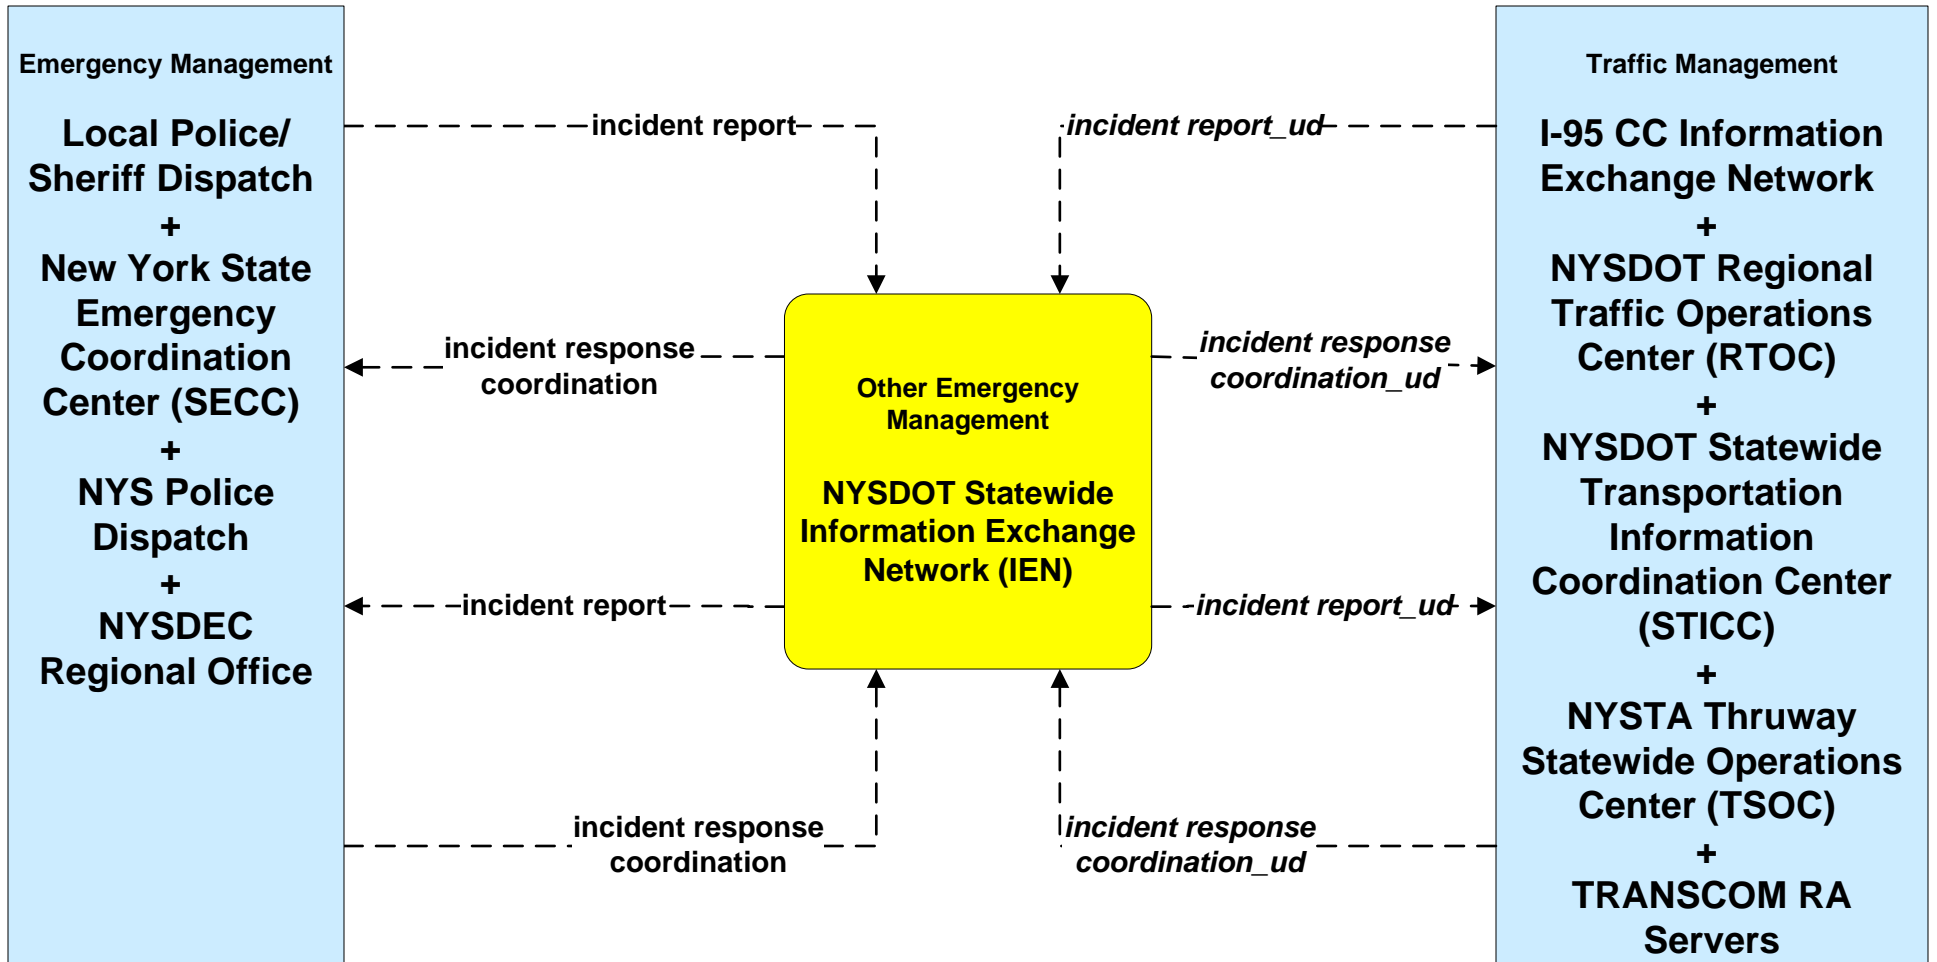 Emergency Management
Local Police/
Sheriff Dispatch
+
New York State
Emergency
Coordination
Center (SECC)
+
NYS Police
Dispatch
+
NYSDEC
Regional Office
incident report
incident response
coordination
incident report
incident response
coordination
Other Emergency
Management
NYSDOT Statewide
Information Exchange
Network (IEN)
incident report_ud
incident response
coordination_ud
incident report_ud
incident response
coordination_ud
Traffic Management
I-95 CC Information
Exchange Network
+
NYSDOT Regional
Traffic Operations
Center (RTOC)
+
NYSDOT Statewide
Transportation
Information
Coordination Center
(STICC)
+
NYSTA Thruway
Statewide Operations
Center (TSOC)
+
TRANSCOM RA
Servers